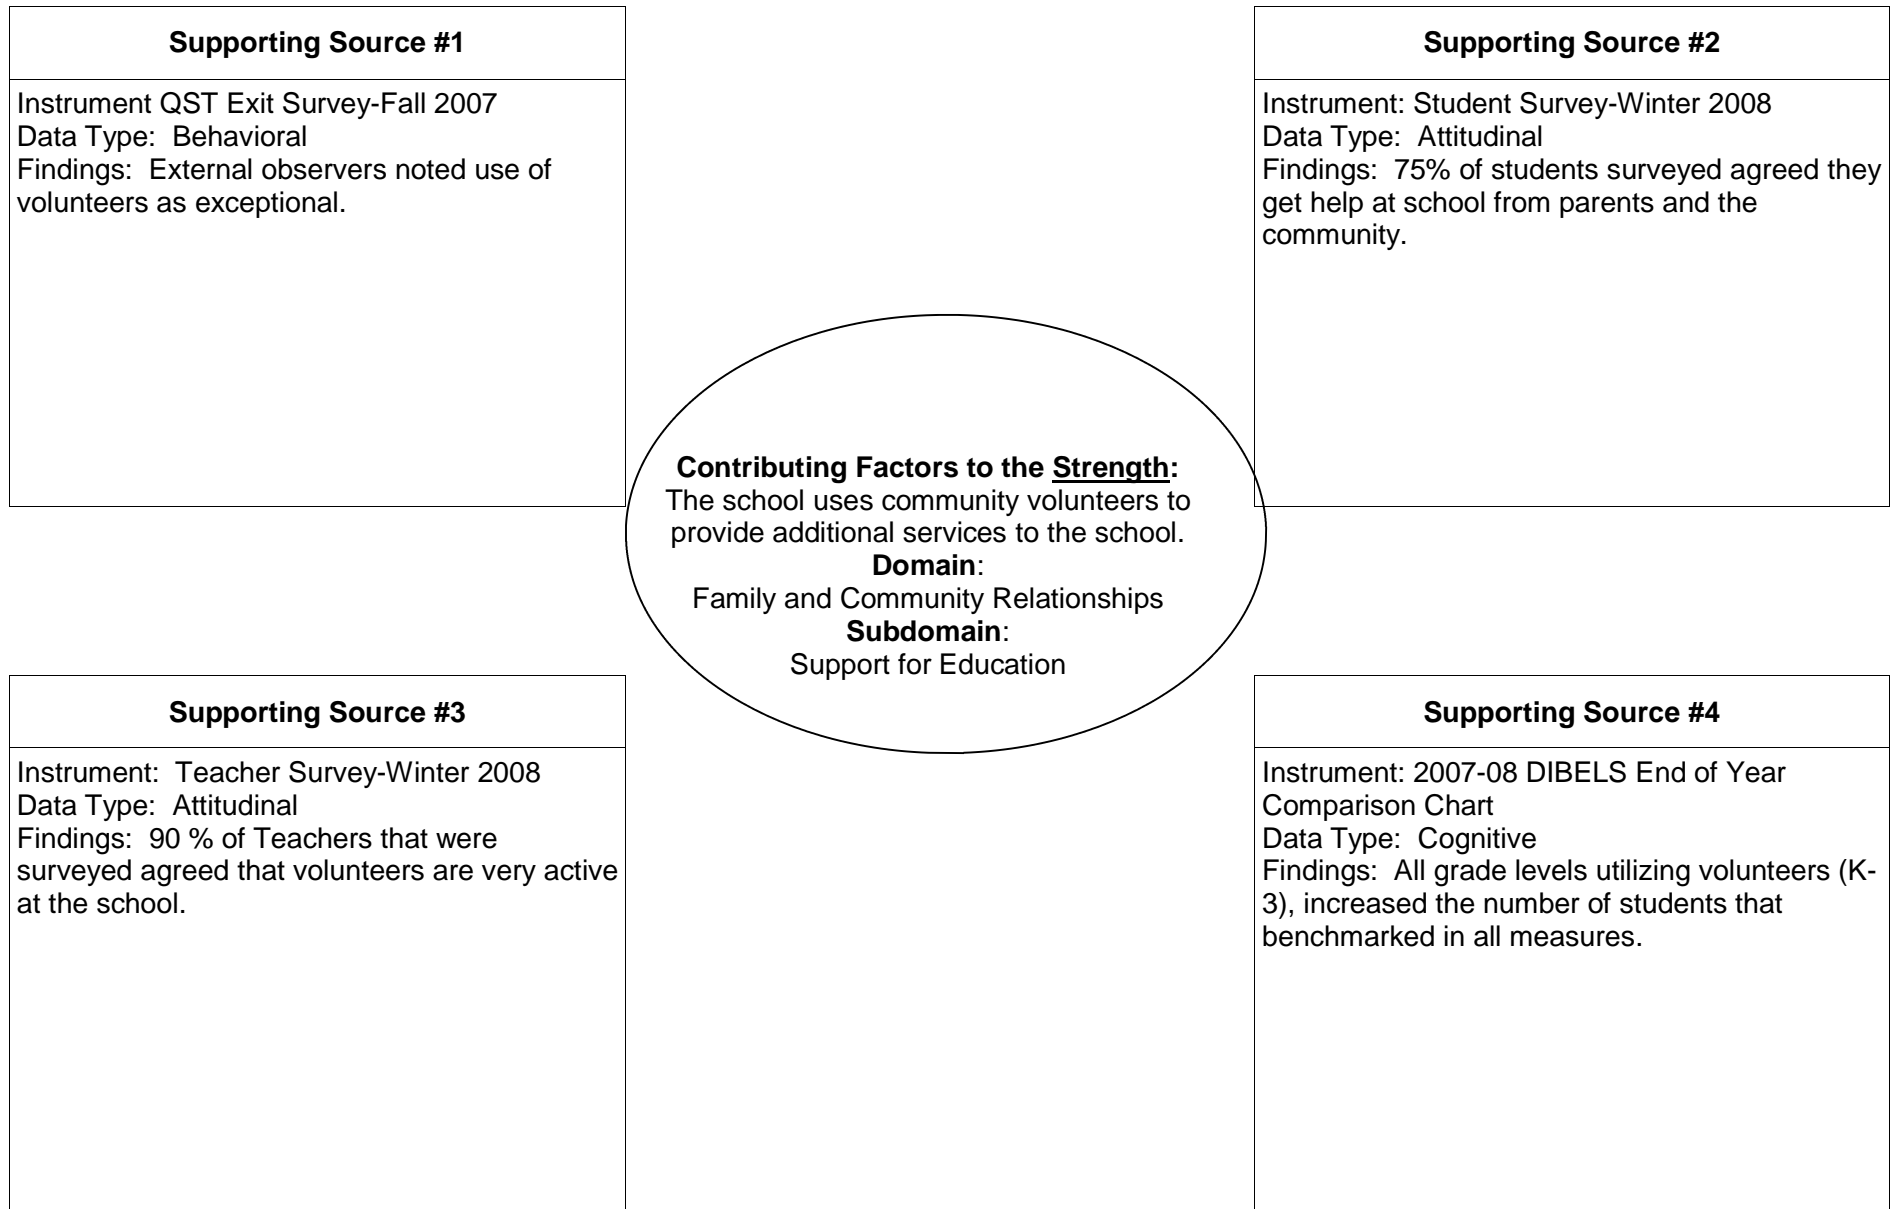 Supporting Source #1
Instrument QST Exit Survey-Fall 2007
Data Type: Behavioral
Findings: External observers noted use of
volunteers as exceptional.
Supporting Source #2
Instrument: Student Survey-Winter 2008
Data Type: Attitudinal
Findings: 75% of students surveyed agreed they
get help at school from parents and the
community.
Contributing Factors to the Strength:
The school uses community volunteers to
provide additional services to the school.
Domain:
Family and Community Relationships
Subdomain:
Support for Education
Supporting Source #3
Instrument: Teacher Survey-Winter 2008
Data Type: Attitudinal
Findings: 90 % of Teachers that were
surveyed agreed that volunteers are very active
at the school.
Supporting Source #4
Instrument: 2007-08 DIBELS End of Year
Comparison Chart
Data Type: Cognitive
Findings: All grade levels utilizing volunteers (K-
3), increased the number of students that
benchmarked in all measures.